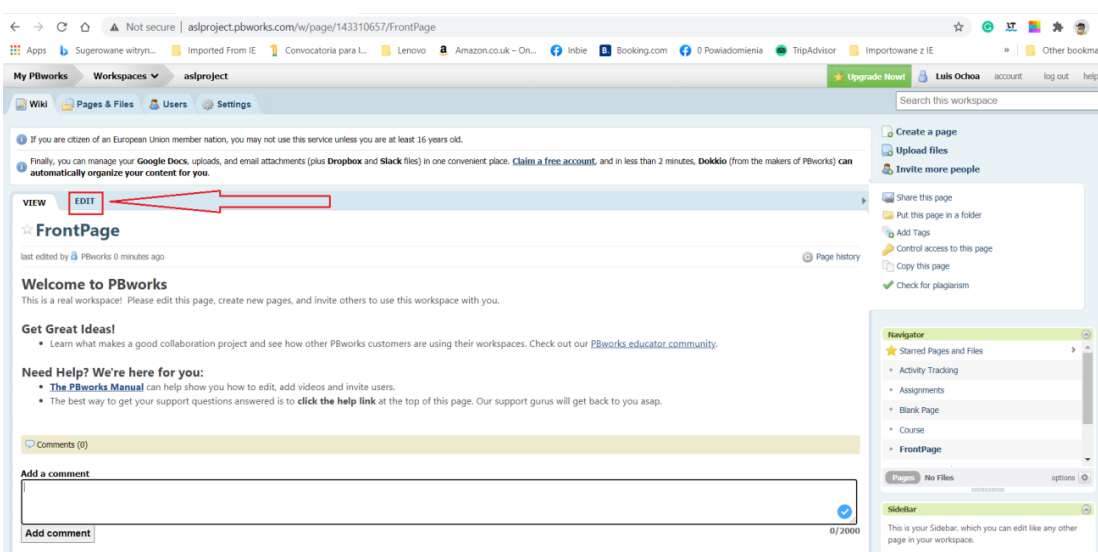 Not secure | aslproject.pbworks.com/w/page/143310657/FrontPage
Apps Sugerowane witryn... Imported From IE Convocatoria para l... Lenovo Amazon.co.uk – On... Inbie Booking.com 0 Powiadomienia TripAdvisor Importowane z IE » Other bookma
My PBworks Workspaces aslproject Upgrade Now! Luis Ochoa account log out help
Wiki Pages & Files Users Settings Search this workspace
If you are citizen of an European Union member nation, you may not use this service unless you are at least 16 years old.
Finally, you can manage your Google Docs, uploads, and email attachments (plus Dropbox and Slack files) in one convenient place. Claim a free account, and in less than 2 minutes, Dokkio (from the makers of PBworks) can
automatically organize your content for you.
VIEW EDIT
FrontPage
last edited by PBworks 0 minutes ago Page history
Welcome to PBworks
This is a real workspace! Please edit this page, create new pages, and invite others to use this workspace with you.
Get Great Ideas!
• Learn what makes a good collaboration project and see how other PBworks customers are using their workspaces. Check out our PBworks educator community.
Need Help? We're here for you:
• The PBworks Manual can help show you how to edit, add videos and invite users.
• The best way to get your support questions answered is to click the help link at the top of this page. Our support gurus will get back to you asap.
Comments (0)
Add a comment
0/2000
Add comment
Create a page
Upload files
Invite more people
Share this page
Put this page in a folder
Add Tags
Control access to this page
Copy this page
Check for plagiarism
Navigator
Starred Pages and Files
Activity Tracking
Assignments
Blank Page
Course
FrontPage
Pages No Files options
SideBar
This is your Sidebar, which you can edit like any other
page in your workspace.